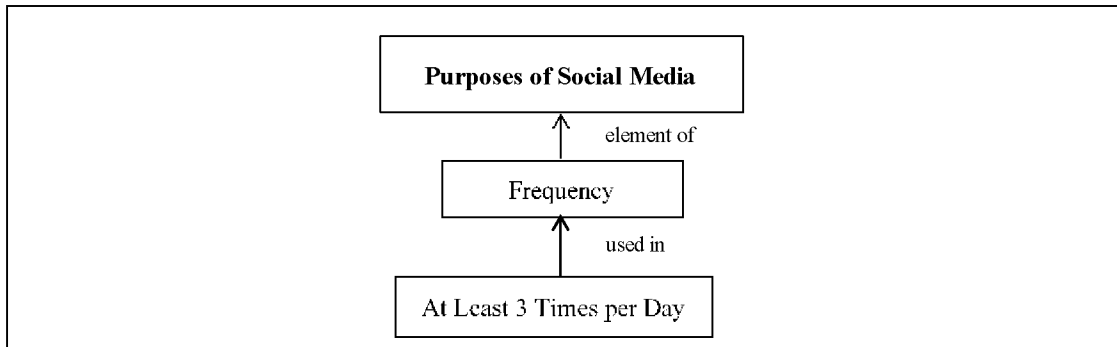 Purposes of Social Media
element of
Frequency
used in
At Least 3 Times per Day